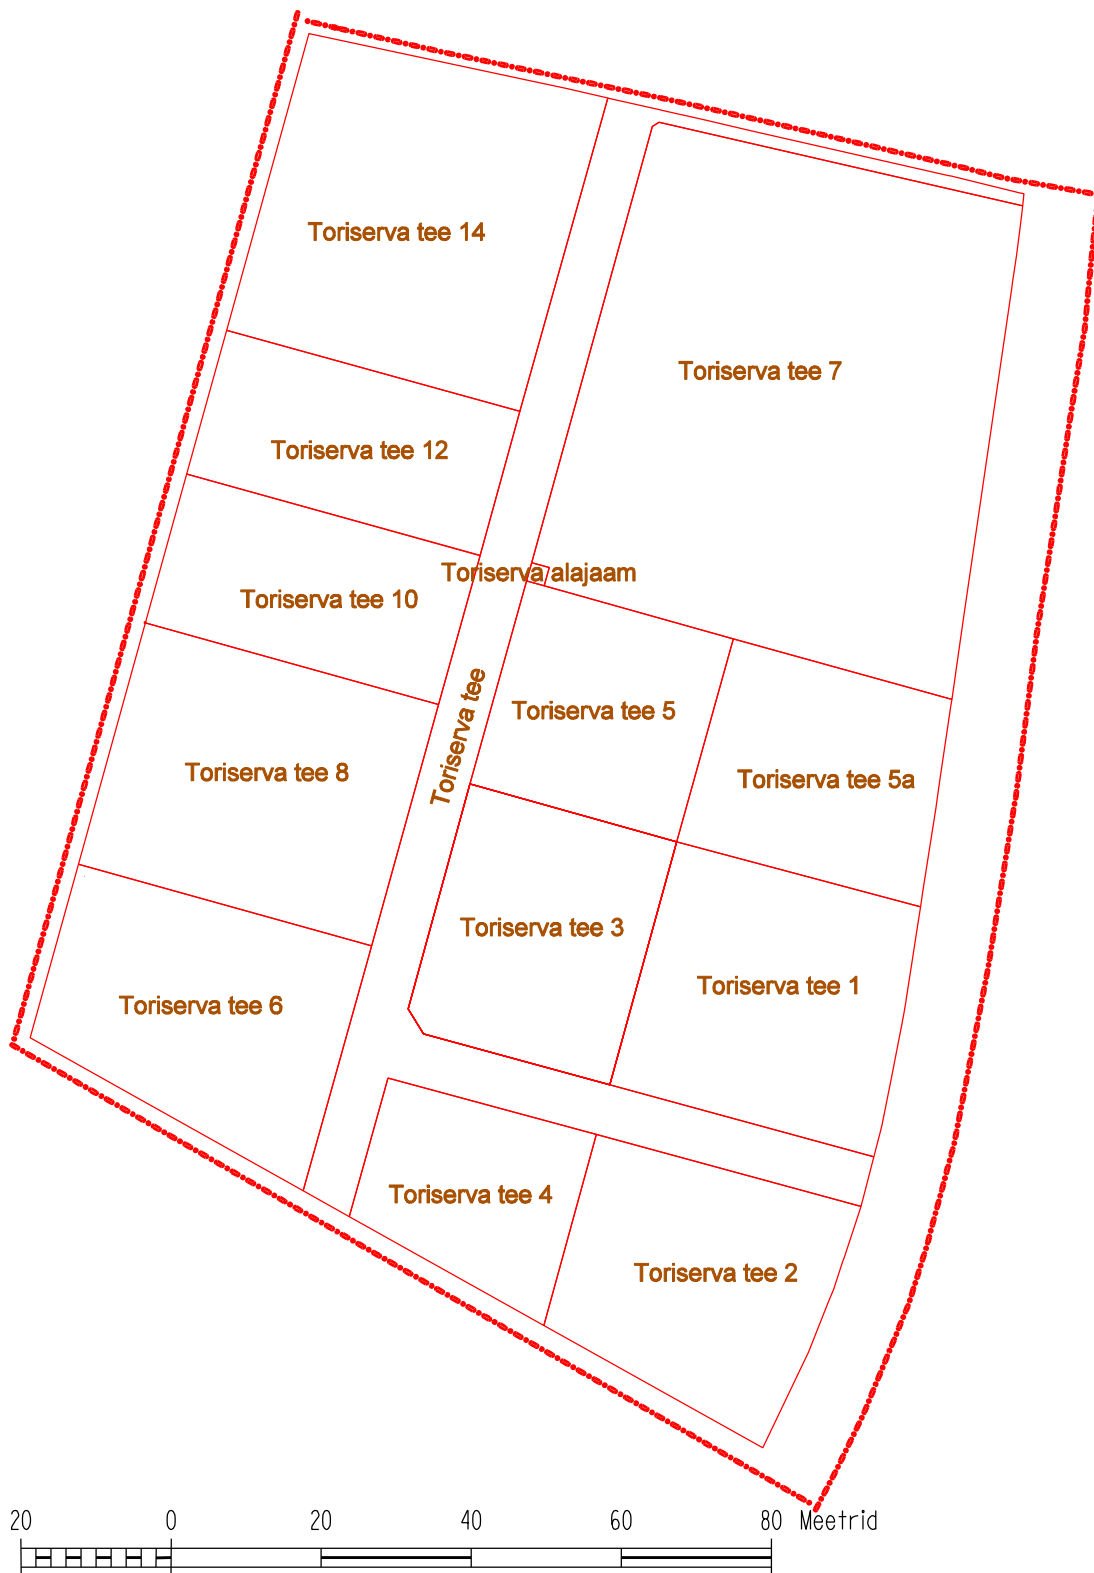 Toriserva tee 14
Toriserva tee 7
Toriserva tee 12
Toriserva alajaam
Toriserva tee 10
Toriserva tee
Toriserva tee 5
Toriserva tee 8
Toriserva tee 5a
Toriserva tee 3
Toriserva tee 1
Toriserva tee 6
Toriserva tee 4
Toriserva tee 2
20 0 20 40 60 80 Meetrid